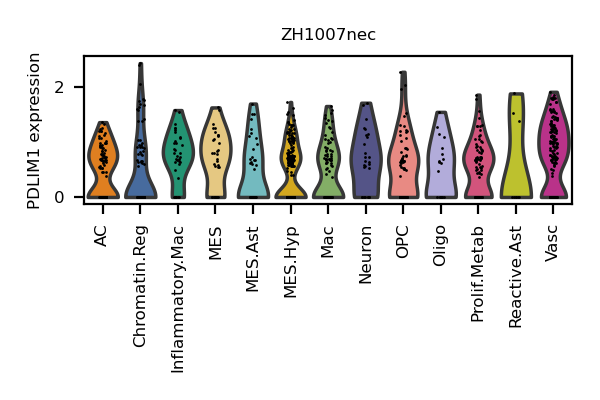 ZH1007nec
PDLIM1 expression
2
0
AC
Chromatin.Reg
Inflammatory.Mac
MES
MES.Ast
MES.Hyp
Mac
Neuron
OPC
Oligo
Prolif.Metab
Reactive.Ast
Vasc